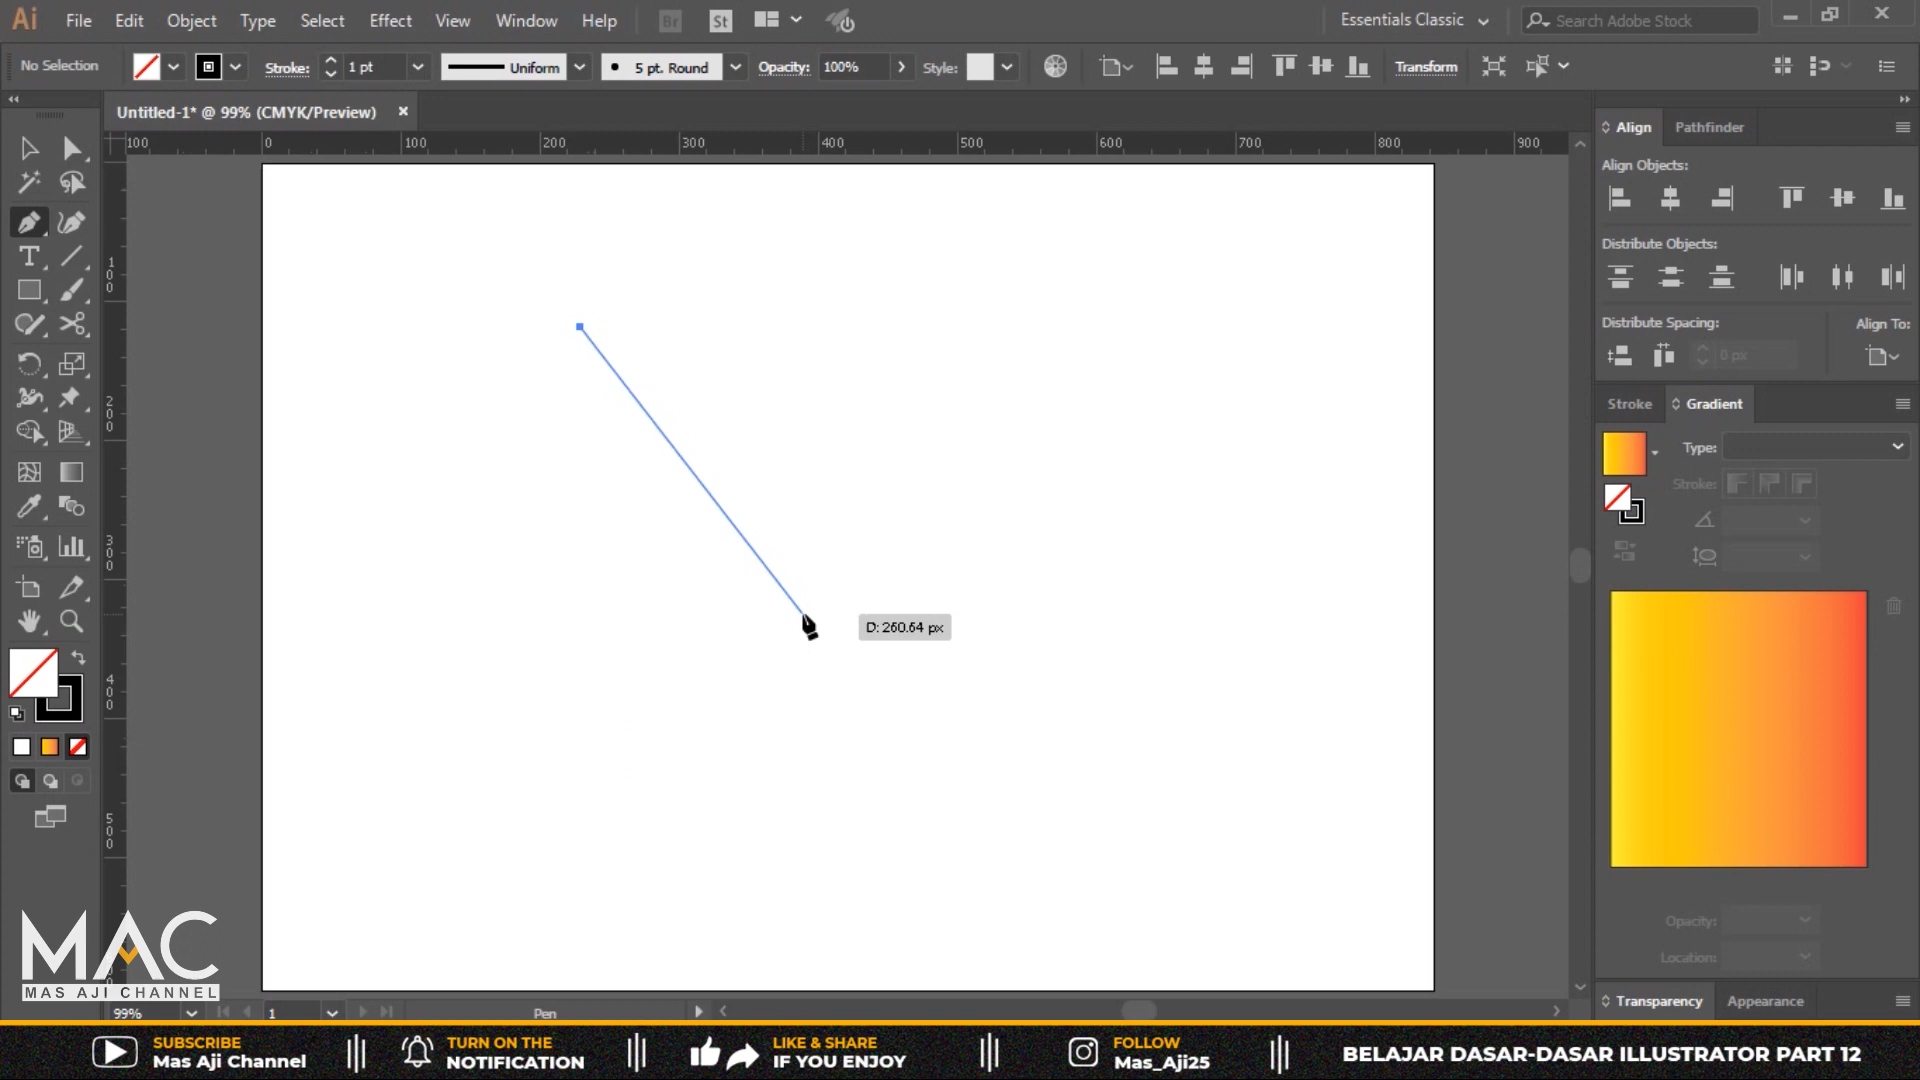 Ai File Edit Object Type Select Effect View Window Help Br St Essentials Classic Search Adobe Stock
No Selection Stroke: 1 pt Uniform 5 pt. Round Opacity: 100% Style: Transform
Untitled-1* @ 99% (CMYK/Preview)
100 0 100 200 300 400 500 600 700 800 900
100
200
300
400
500
D: 260.64 px
Align Pathfinder
Align Objects:
Distribute Objects:
Distribute Spacing: Align To:
0 px
Stroke Gradient
Type:
Stroke:
Opacity:
Location:
Transparency Appearance
99% 1 Pen
MAC
MAS AJI CHANNEL
SUBSCRIBE
Mas Aji Channel
TURN ON THE
NOTIFICATION
LIKE & SHARE
IF YOU ENJOY
FOLLOW
Mas_Aji25
BELAJAR DASAR-DASAR ILLUSTRATOR PART 12